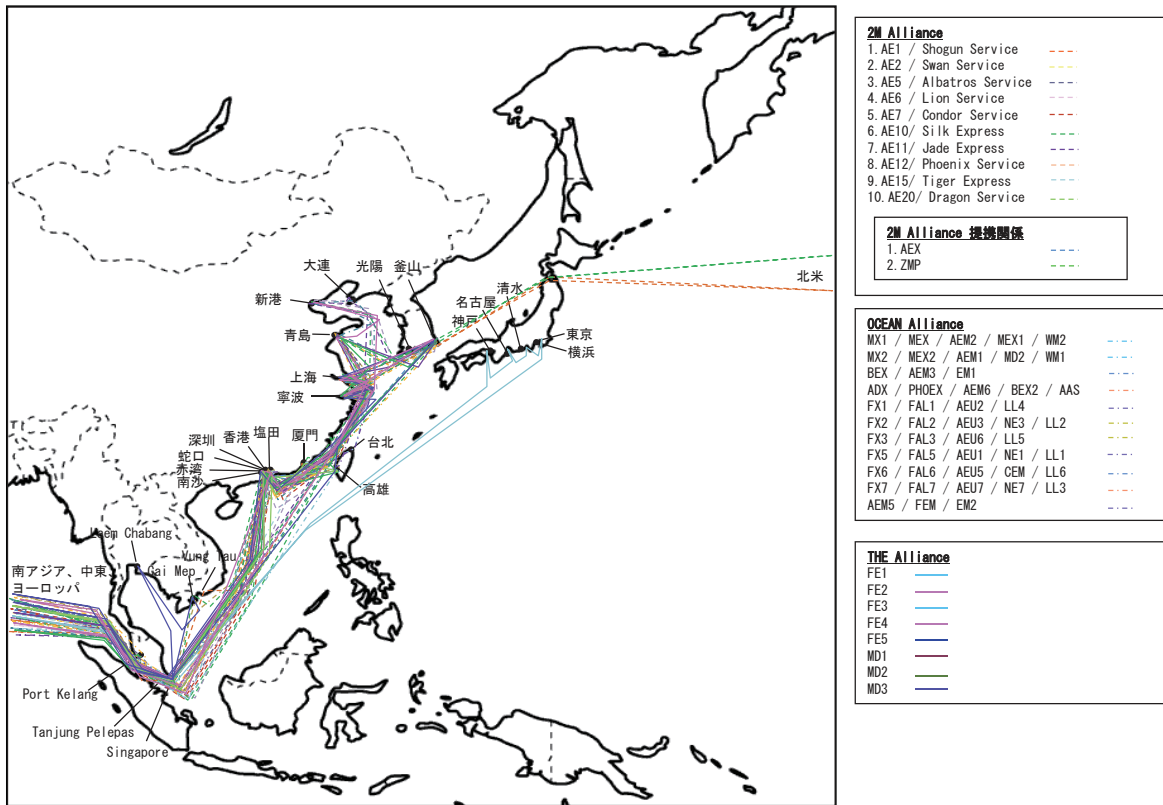 大連
光陽
釜山
新港
青島
上海
寧波
名古屋
清水
神戸
東京
横浜
北米
深圳
香港
塩田
厦門
蛇口
赤湾
南沙
台北
高雄
Laem Chabang
Vung Tau
Cai Mep
南アジア、中東、
ヨーロッパ
Port Kelang
Tanjung Pelepas
Singapore
2M Alliance
1. AE1 / Shogun Service
2. AE2 / Swan Service
3. AE5 / Albatros Service
4. AE6 / Lion Service
5. AE7 / Condor Service
6. AE10/ Silk Express
7. AE11/ Jade Express
8. AE12/ Phoenix Service
9. AE15/ Tiger Express
10. AE20/ Dragon Service
2M Alliance 提携関係
1. AEX
2. ZMP
OCEAN Alliance
MX1 / MEX / AEM2 / MEX1 / WM2
MX2 / MEX2 / AEM1 / MD2 / WM1
BEX / AEM3 / EM1
ADX / PHOEX / AEM6 / BEX2 / AAS
FX1 / FAL1 / AEU2 / LL4
FX2 / FAL2 / AEU3 / NE3 / LL2
FX3 / FAL3 / AEU6 / LL5
FX5 / FAL5 / AEU1 / NE1 / LL1
FX6 / FAL6 / AEU5 / CEM / LL6
FX7 / FAL7 / AEU7 / NE7 / LL3
AEM5 / FEM / EM2
THE Alliance
FE1
FE2
FE3
FE4
FE5
MD1
MD2
MD3